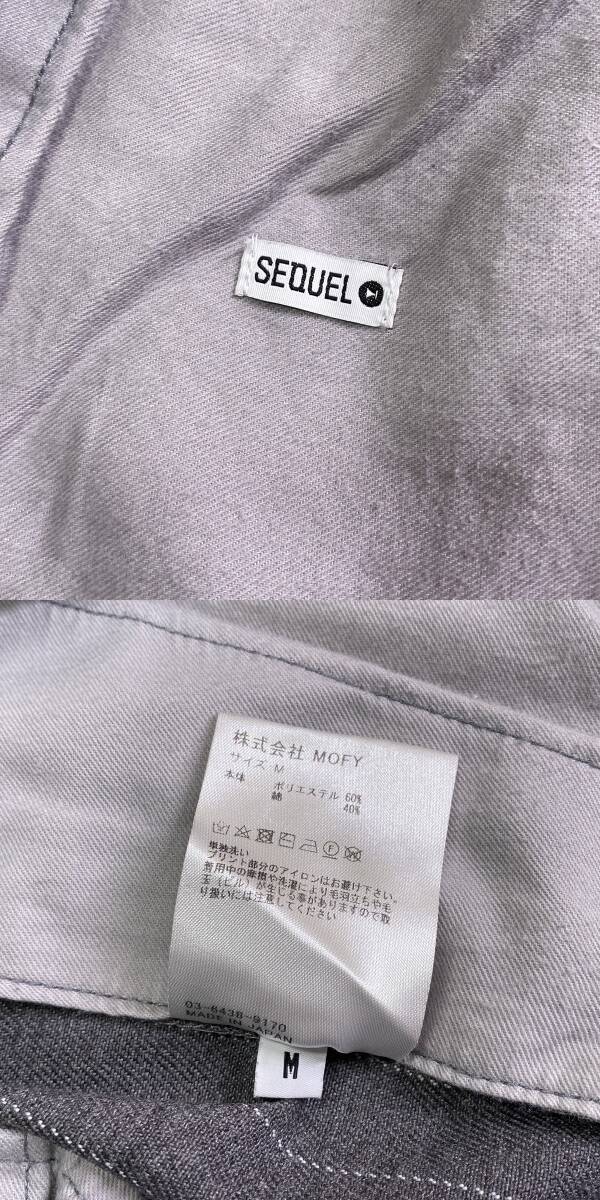 SEQUEL
株式会社 MOFY
サイズ M
本体 ポリエステル 60%
綿 40%
単独洗い
プリント部分のアイロンはお避け下さい。
着用中の摩擦や洗濯により毛羽立ちや毛
玉(ピル)が生じる事がありますので取
り扱いには注意してください
03-6438-9170
MADE IN JAPAN
M